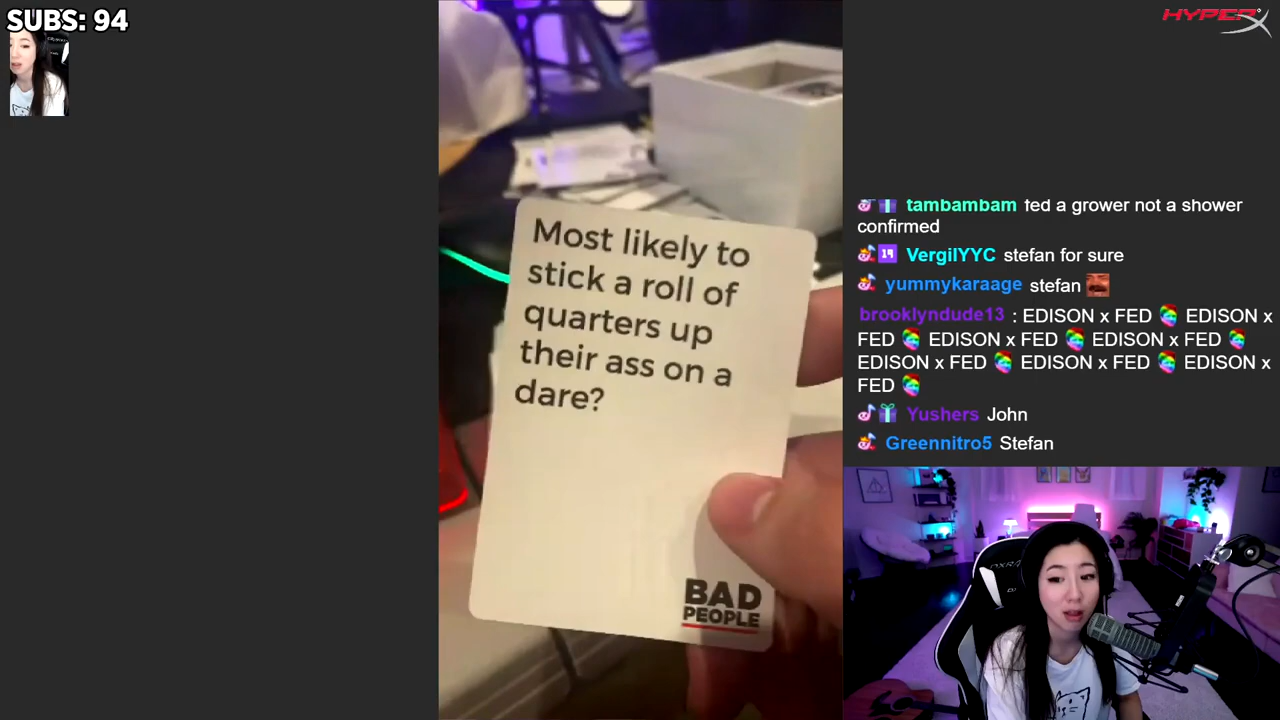 SUBS: 94
HYPERX
Most likely to
stick a roll of
quarters up
their ass on a
dare?
BAD
PEOPLE
tambambam fed a grower not a shower
confirmed
19 VergilYYC stefan for sure
yummykaraage stefan
brooklyndude13 : EDISON x FED EDISON x
FED EDISON x FED EDISON x FED
EDISON x FED EDISON x FED EDISON x
FED
Yushers John
Greennitro5 Stefan